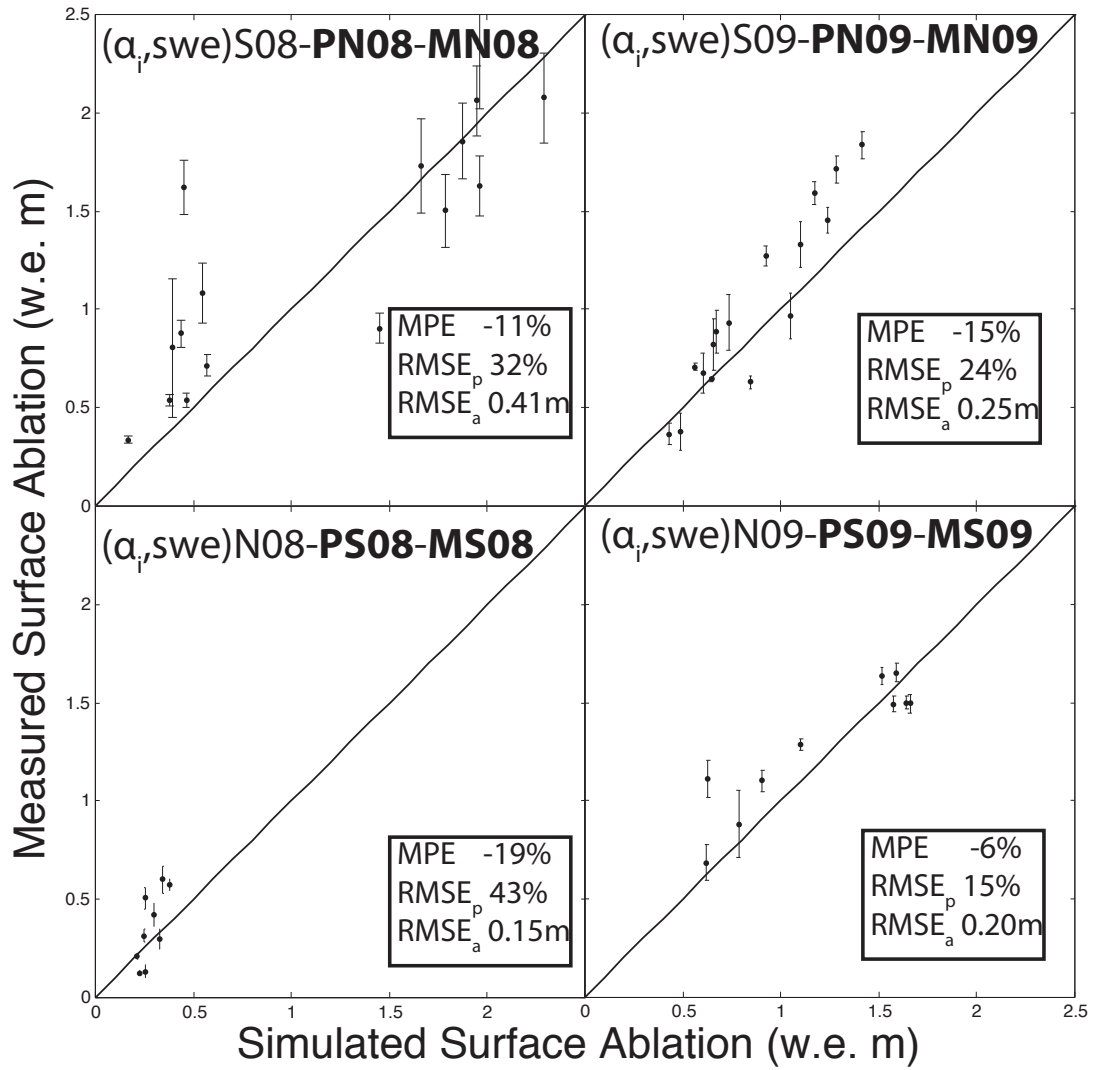 Measured Surface Ablation (w.e. m)
(αi,swe)S08-PN08-MN08
2.5
2
1.5
1
0.5
0
MPE -11%
RMSEp 32%
RMSEa 0.41m
(αi,swe)S09-PN09-MN09
MPE -15%
RMSEp 24%
RMSEa 0.25m
(αi,swe)N08-PS08-MS08
2
1.5
1
0.5
0
MPE -19%
RMSEp 43%
RMSEa 0.15m
(αi,swe)N09-PS09-MS09
MPE -6%
RMSEp 15%
RMSEa 0.20m
0 0.5 1 1.5 2 0 0.5 1 1.5 2 2.5
Simulated Surface Ablation (w.e. m)